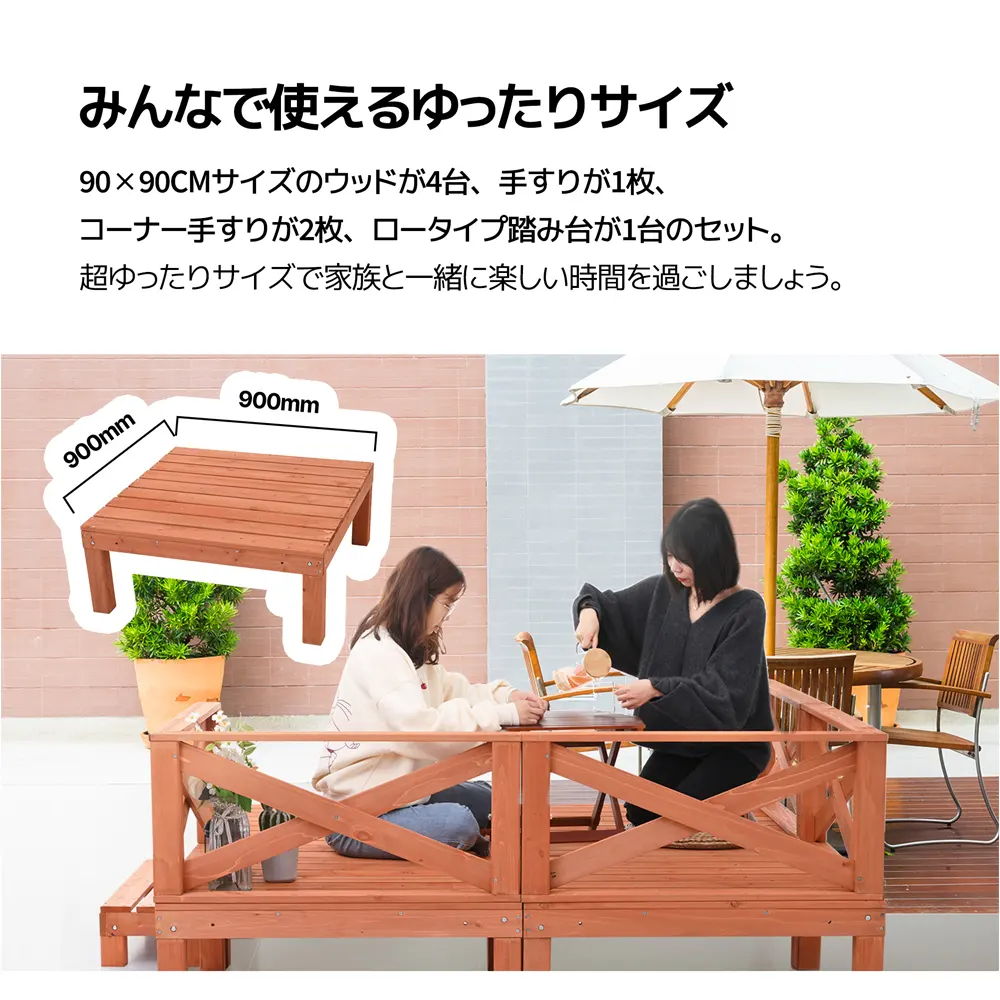 みんなで使えるゆったりサイズ
90×90CMサイズのウッドが4台、手すりが1枚、
コーナー手すりが2枚、ロータイプ踏み台が1台のセット。
超ゆったりサイズで家族と一緒に楽しい時間を過ごしましょう。
900mm
900mm